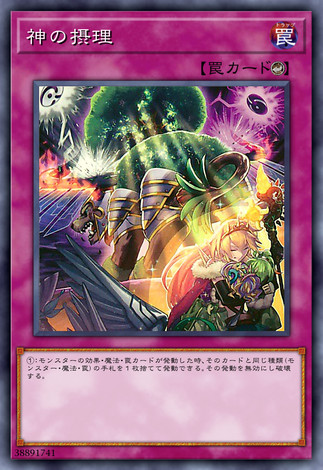 神の摂理
トラップ
罠
【罠カード】
①：モンスターの効果・魔法・罠カードが発動した時、そのカードと同じ種類（モ
ンスター・魔法・罠）の手札を１枚捨てて発動できる。その発動を無効にし破壊
する。
38891741